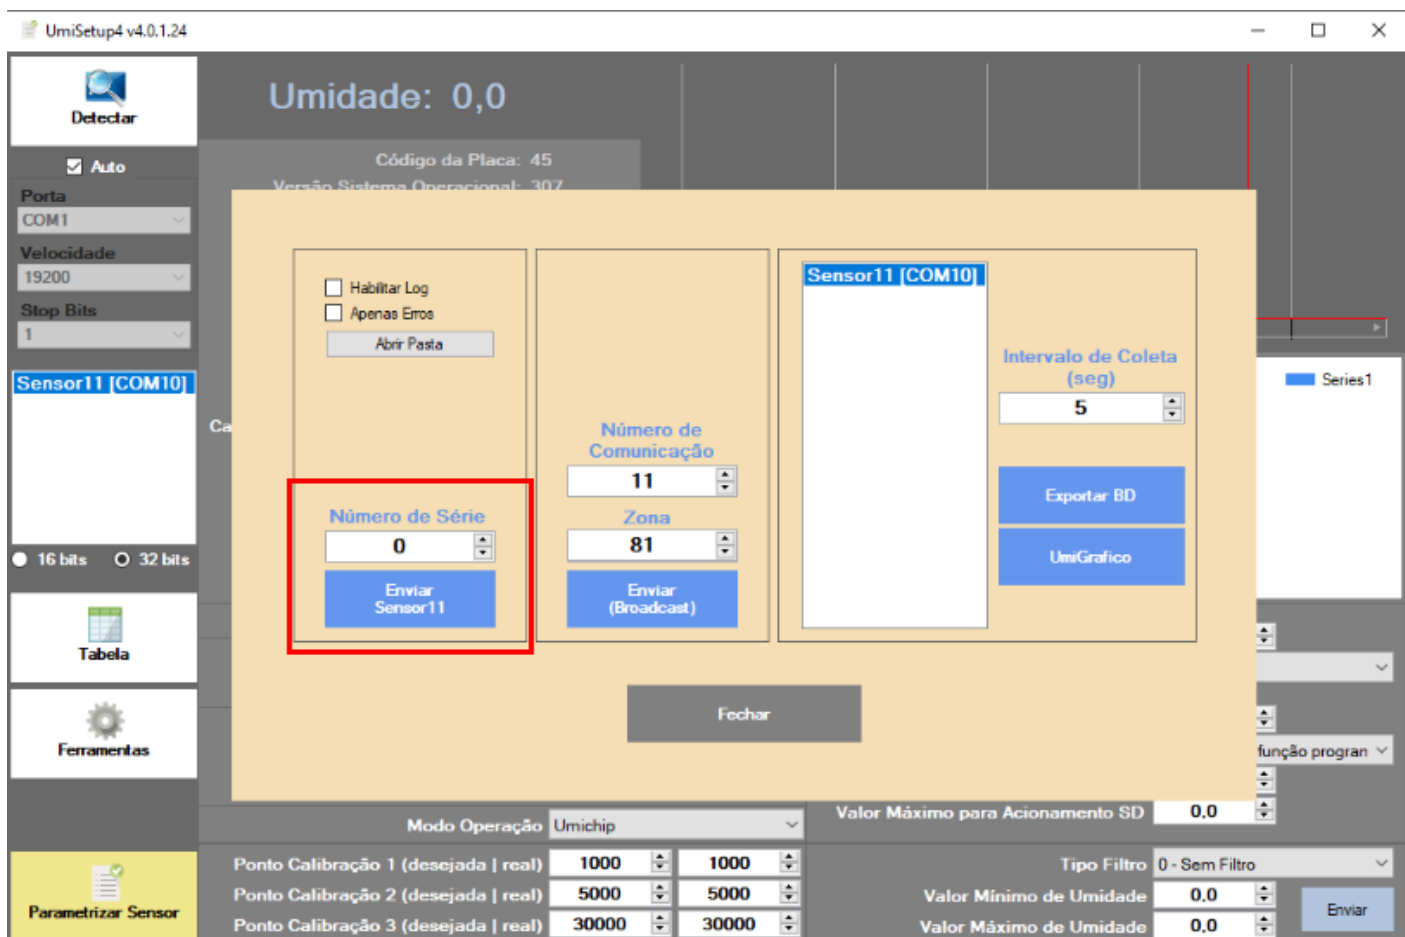 UmiSetup4 v4.0.1.24
Detectar
Auto
Porta
COM1
Velocidade
19200
Stop Bits
1
Sensor11 [COM10]
16 bits
32 bits
Tabela
Ferramentas
Parametrizar Sensor
Umidade: 0,0
Código da Placa: 45
Versão Sistema Operacional: 307
Ca
Habilitar Log
Apenas Erros
Abrir Pasta
Número de Série
0
Enviar
Sensor11
Número de
Comunicação
11
Zona
81
Enviar
(Broadcast)
Sensor11 [COM10]
Intervalo de Coleta
(seg)
5
Exportar BD
UmiGrafico
Fechar
Series1
função progran
Valor Máximo para Acionamento SD 0,0
Modo Operação Umichip
Ponto Calibração 1 (desejada | real) 1000 1000
Ponto Calibração 2 (desejada | real) 5000 5000
Ponto Calibração 3 (desejada | real) 30000 30000
Tipo Filtro 0 - Sem Filtro
Valor Mínimo de Umidade 0,0
Valor Máximo de Umidade 0,0
Enviar